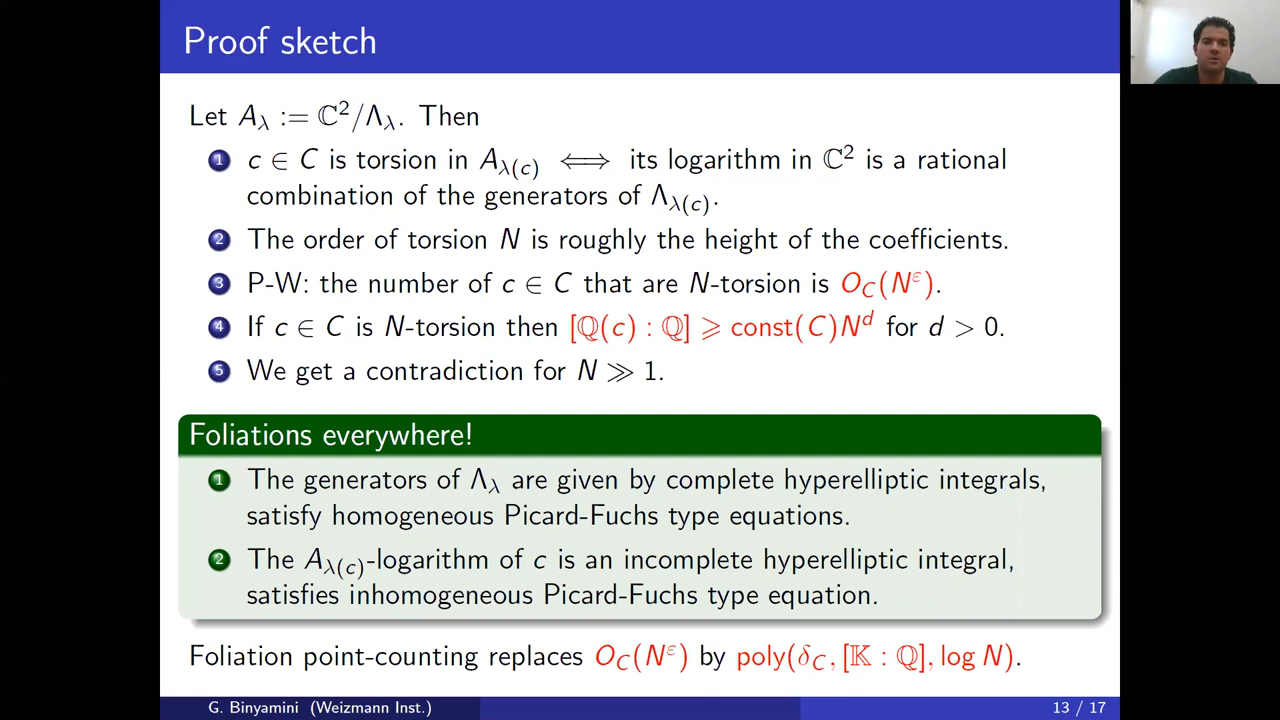 Proof sketch
Let A_λ := ℂ²/Λ_λ. Then
1 c ∈ C is torsion in A_{λ(c)} ⟺ its logarithm in ℂ² is a rational
combination of the generators of Λ_{λ(c)}.
2 The order of torsion N is roughly the height of the coefficients.
3 P-W: the number of c ∈ C that are N-torsion is O_C(N^ε).
4 If c ∈ C is N-torsion then [ℚ(c) : ℚ] ⩾ const(C)N^d for d > 0.
5 We get a contradiction for N ≫ 1.
Foliations everywhere!
1 The generators of Λ_λ are given by complete hyperelliptic integrals,
satisfy homogeneous Picard-Fuchs type equations.
2 The A_{λ(c)}-logarithm of c is an incomplete hyperelliptic integral,
satisfies inhomogeneous Picard-Fuchs type equation.
Foliation point-counting replaces O_C(N^ε) by poly(δ_C, [𝕂 : ℚ], log N).
G. Binyamini (Weizmann Inst.)
13 / 17